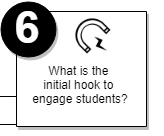 6
What is the
initial hook to
engage students?